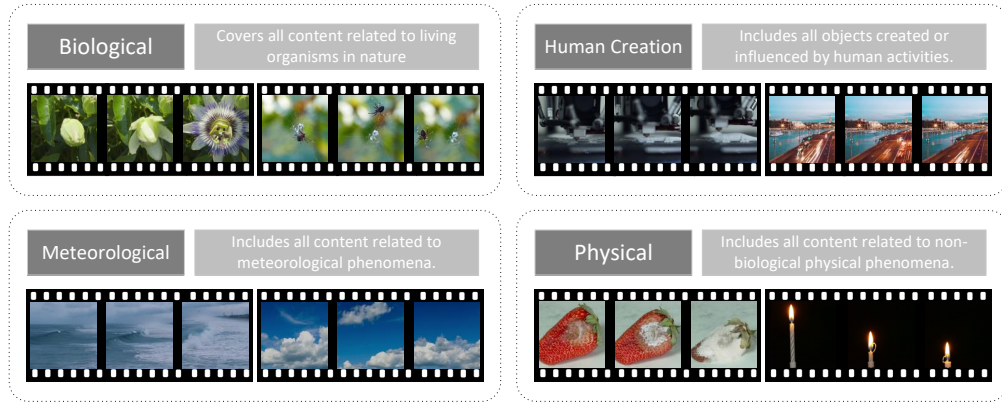 Biological
Covers all content related to living
organisms in nature
Human Creation
Includes all objects created or
influenced by human activities.
Meteorological
Includes all content related to
meteorological phenomena.
Physical
Includes all content related to non-
biological physical phenomena.